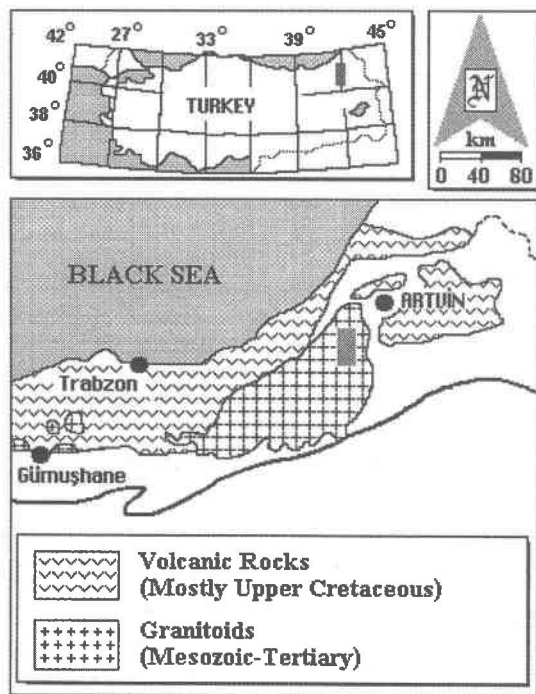 42° 27° 33° 39° 45°
40°
38°
36°
TURKEY
N
km
0 40 80
BLACK SEA
ARTVİN
Trabzon
Gümuşhane
Volcanic Rocks
(Mostly Upper Cretaceous)
Granitoids
(Mesozoic-Tertiary)